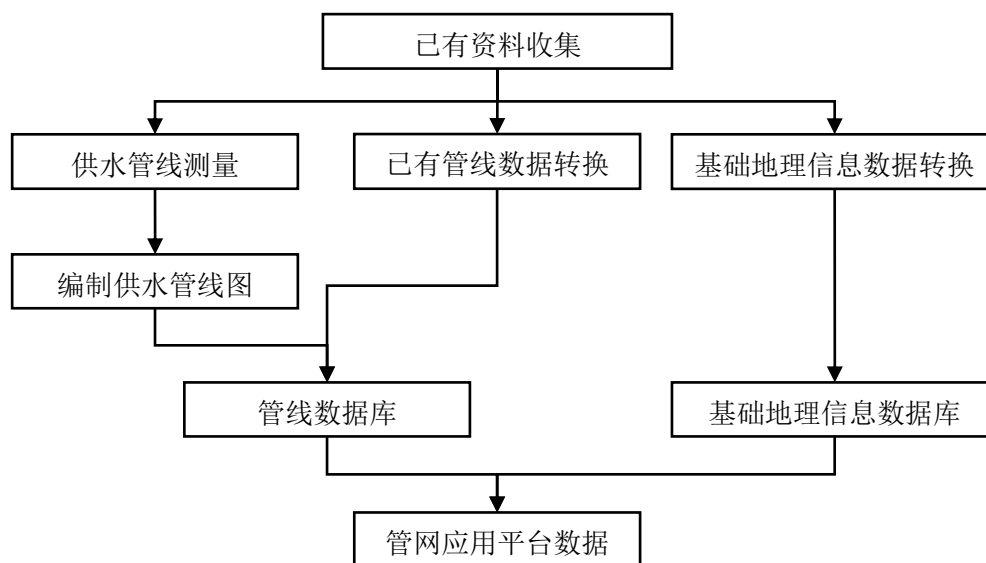 已有资料收集
供水管线测量
已有管线数据转换
基础地理信息数据转换
编制供水管线图
管线数据库
基础地理信息数据库
管网应用平台数据